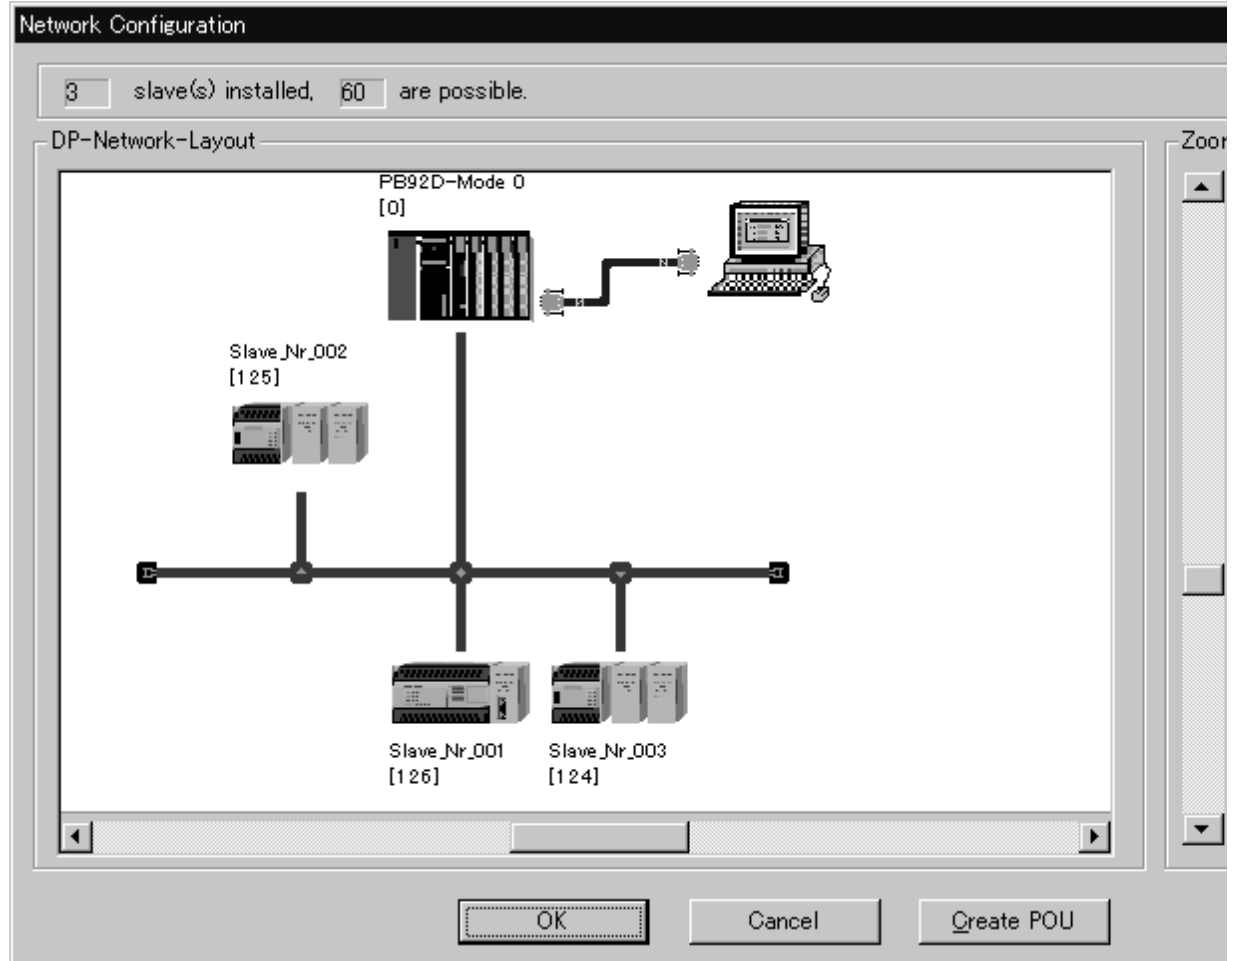 Network Configuration
3 slave(s) installed, 60 are possible.
DP-Network-Layout
Zoor
PB92D-Mode 0
[0]
Slave_Nr_002
[125]
Slave_Nr_001
[126]
Slave_Nr_003
[124]
OK
Cancel
Create POU